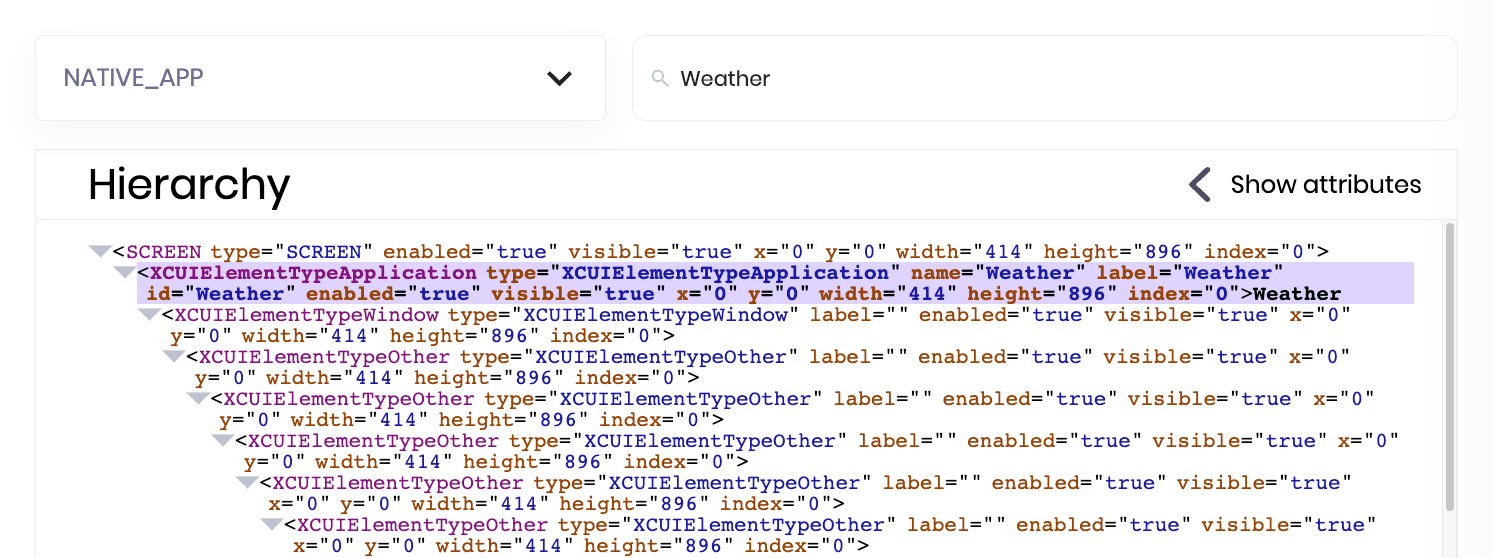 NATIVE_APP
Weather
Hierarchy
Show attributes
<SCREEN type="SCREEN" enabled="true" visible="true" x="0" y="0" width="414" height="896" index="0">
<XCUIElementTypeApplication type="XCUIElementTypeApplication" name="Weather" label="Weather"
id="Weather" enabled="true" visible="true" x="0" y="0" width="414" height="896" index="0">Weather
<XCUIElementTypeWindow type="XCUIElementTypeWindow" label="" enabled="true" visible="true" x="0"
y="0" width="414" height="896" index="0">
<XCUIElementTypeOther type="XCUIElementTypeOther" label="" enabled="true" visible="true" x="0"
y="0" width="414" height="896" index="0">
<XCUIElementTypeOther type="XCUIElementTypeOther" label="" enabled="true" visible="true" x="0"
y="0" width="414" height="896" index="0">
<XCUIElementTypeOther type="XCUIElementTypeOther" label="" enabled="true" visible="true" x="0"
y="0" width="414" height="896" index="0">
<XCUIElementTypeOther type="XCUIElementTypeOther" label="" enabled="true" visible="true"
x="0" y="0" width="414" height="896" index="0">
<XCUIElementTypeOther type="XCUIElementTypeOther" label="" enabled="true" visible="true"
x="0" y="0" width="414" height="896" index="0">